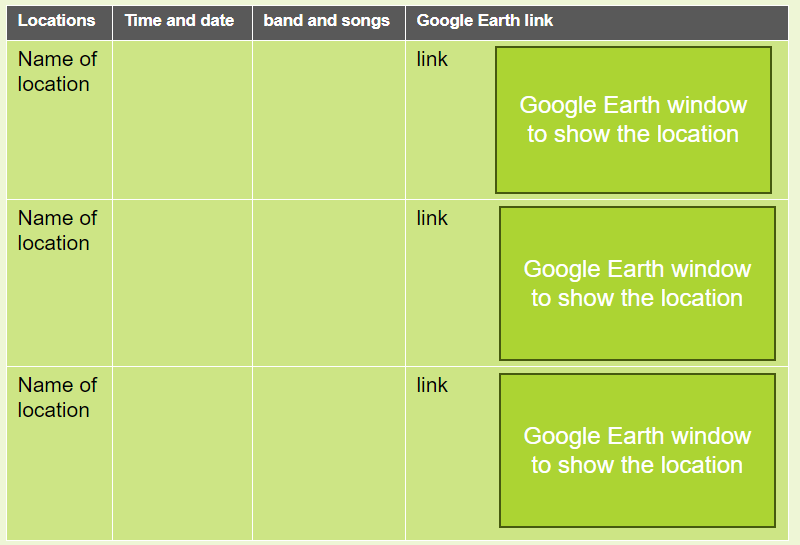 Locations Time and date band and songs Google Earth link
Name of
location
link
Google Earth window
to show the location
Name of
location
link
Google Earth window
to show the location
Name of
location
link
Google Earth window
to show the location